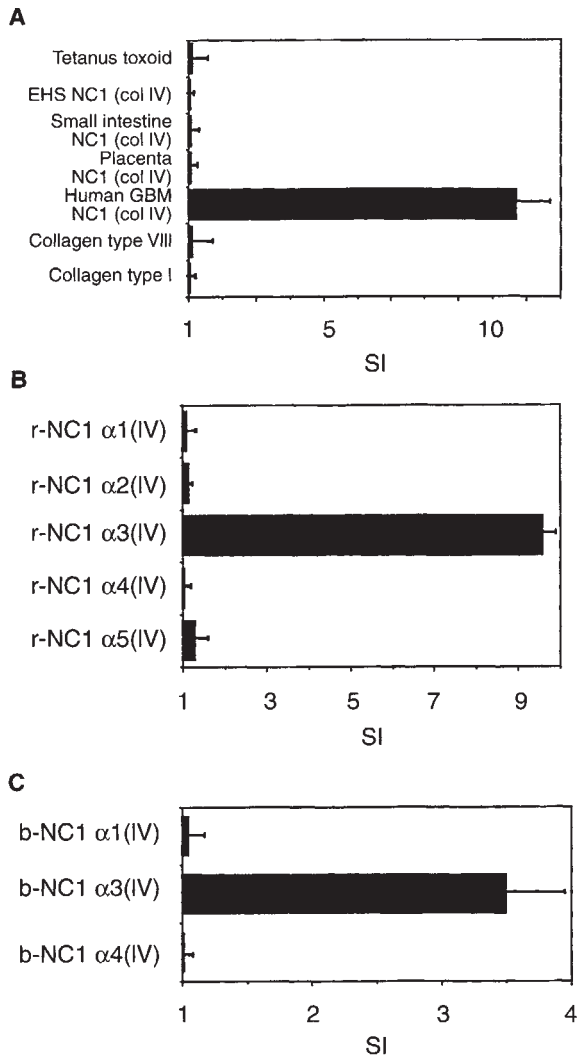 A
Tetanus toxoid
EHS NC1 (col IV)
Small intestine
NC1 (col IV)
Placenta
NC1 (col IV)
Human GBM
NC1 (col IV)
Collagen type VIII
Collagen type I
1 5 10
SI
B
r-NC1 α1(IV)
r-NC1 α2(IV)
r-NC1 α3(IV)
r-NC1 α4(IV)
r-NC1 α5(IV)
1 3 5 7 9
SI
C
b-NC1 α1(IV)
b-NC1 α3(IV)
b-NC1 α4(IV)
1 2 3 4
SI